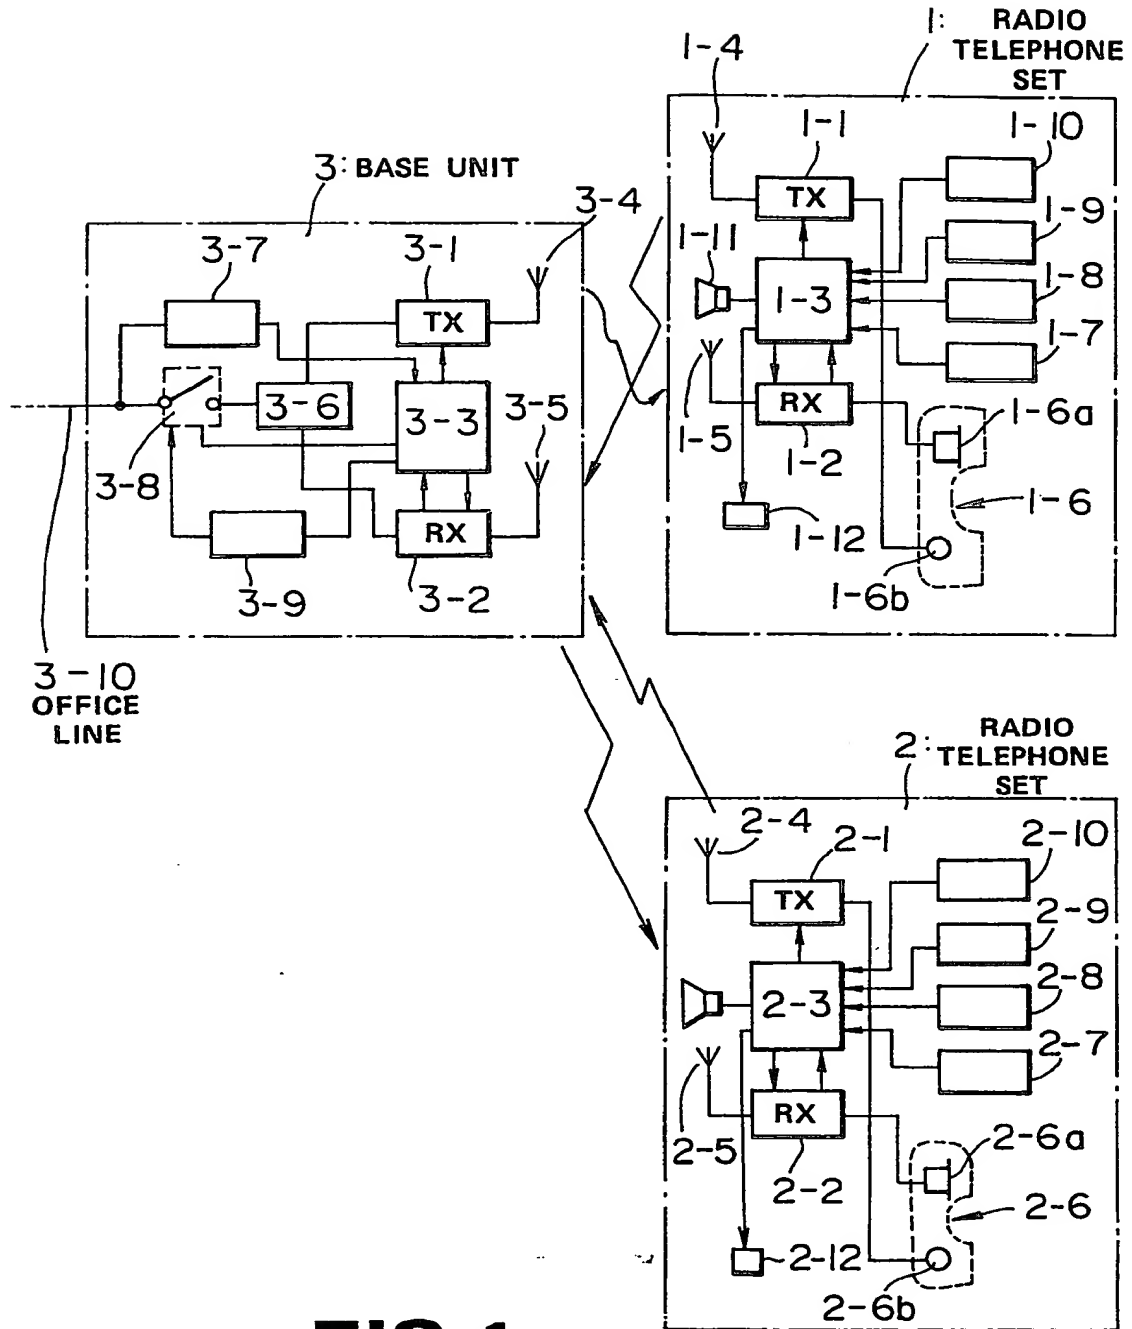 1: RADIO
TELEPHONE
SET
1-4
1-1
1-10
TX
3: BASE UNIT
3-4
1-9
1-11
3-7
3-1
1-8
1-3
TX
1-7
3-6
3-3
3-5
RX
1-6a
1-5
1-2
3-8
1-6
RX
1-12
3-9
3-2
1-6b
3-10
OFFICE
LINE
2: RADIO
TELEPHONE
SET
2-4
2-1
2-10
TX
2-9
2-8
2-3
2-7
RX
2-5
2-6a
2-2
2-6
2-12
2-6b